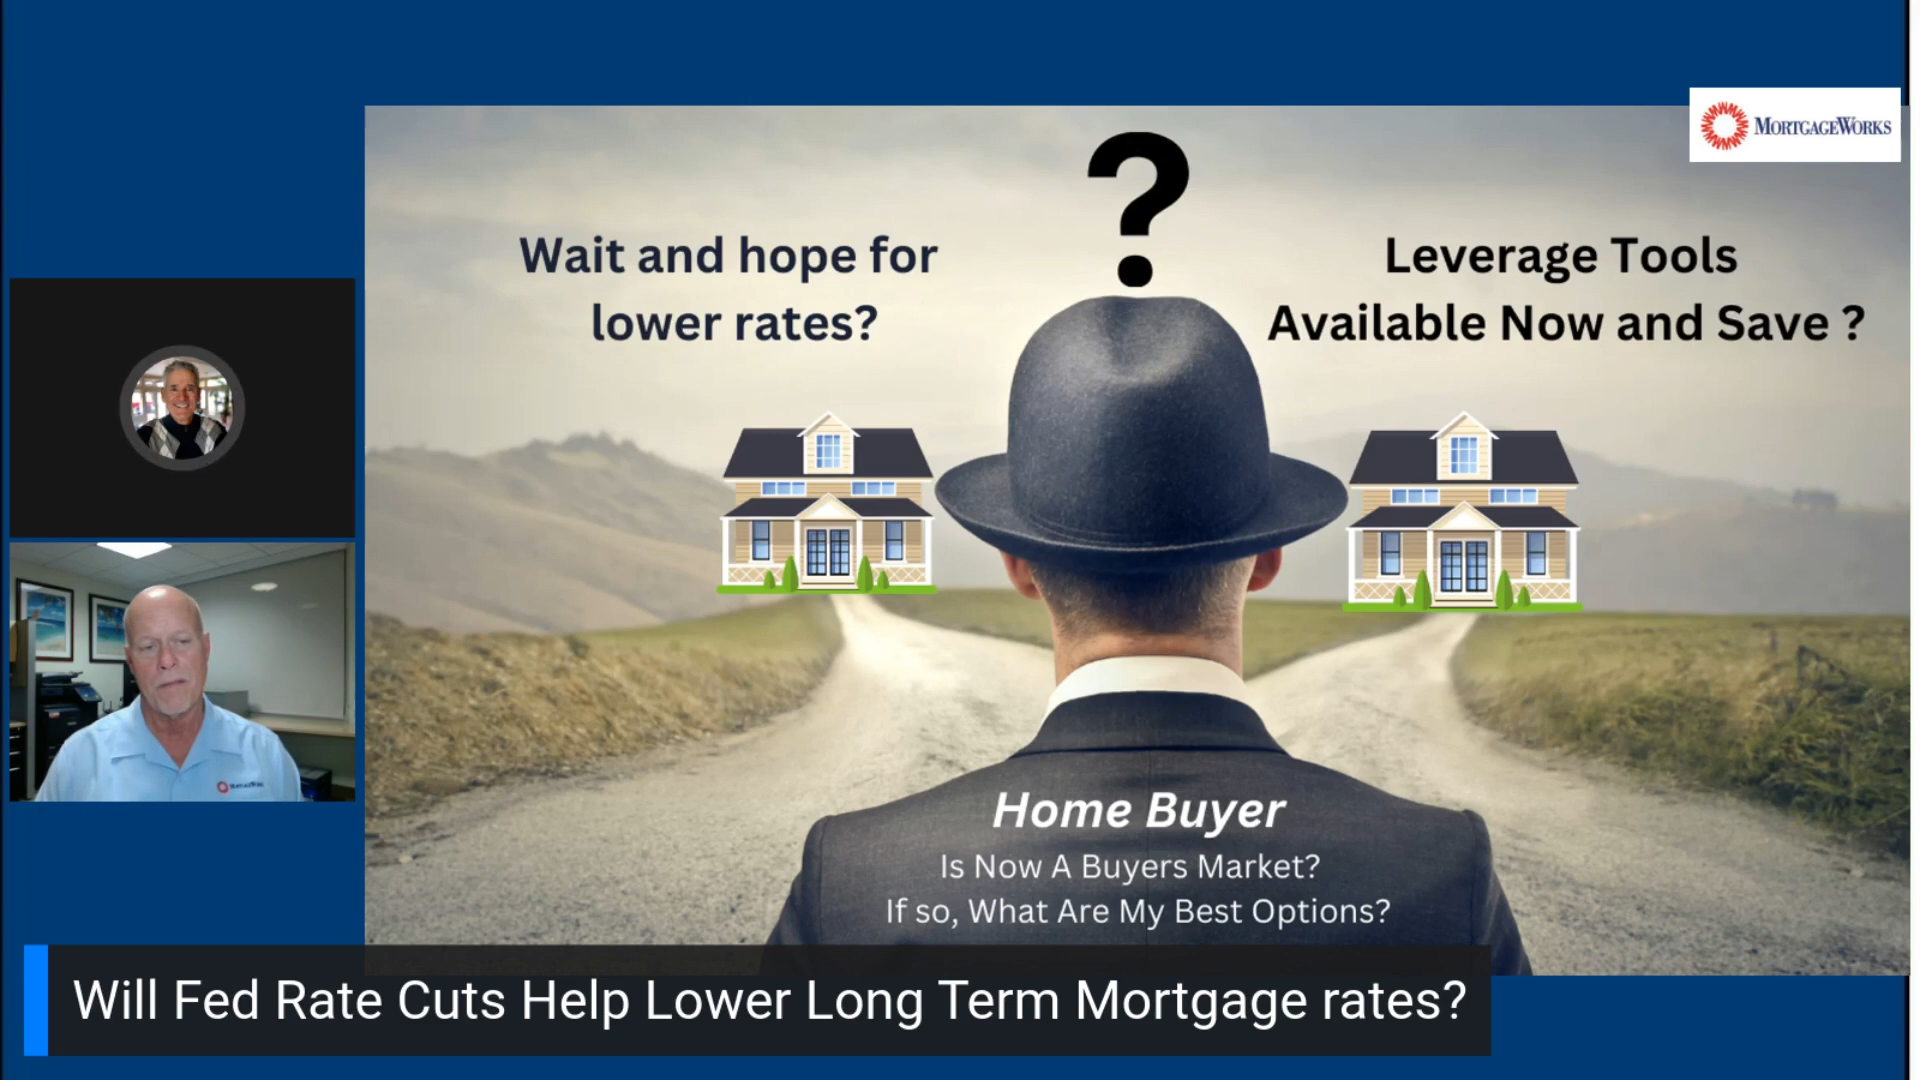 MORTGAGEWORKS
?
Wait and hope for
lower rates?
Leverage Tools
Available Now and Save ?
Home Buyer
Is Now A Buyers Market?
If so, What Are My Best Options?
Will Fed Rate Cuts Help Lower Long Term Mortgage rates?